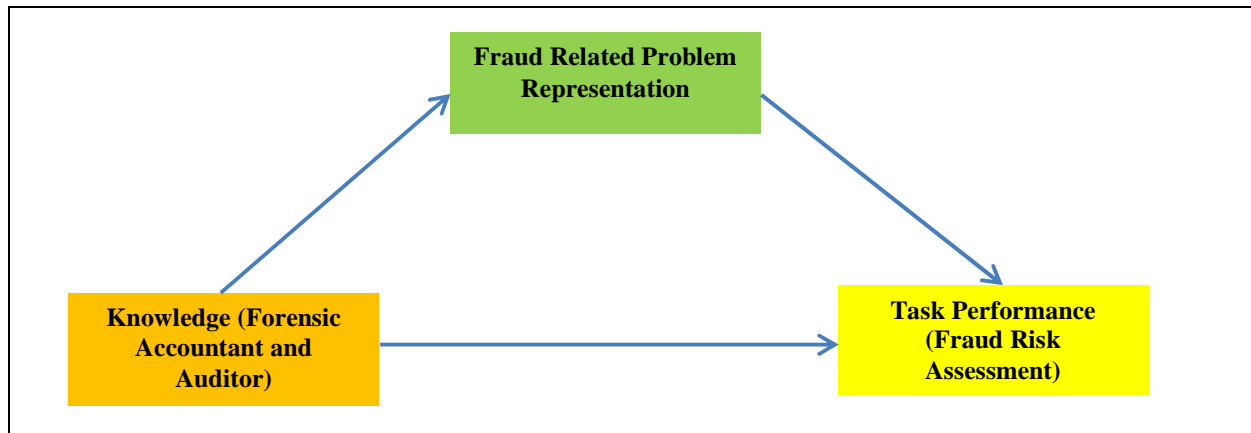 Fraud Related Problem
Representation
Knowledge (Forensic
Accountant and
Auditor)
Task Performance
(Fraud Risk
Assessment)